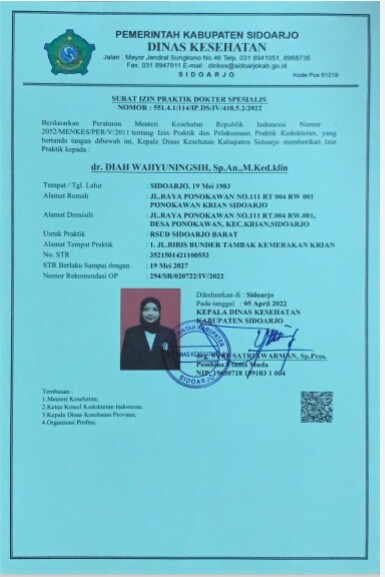 PEMERINTAH KABUPATEN SIDOARJO
DINAS KESEHATAN
Jalan : Mayor Jendral Sungkono No.46 Telp. 031 8941051, 8968736
Fax. 031 8947911 E-mail : dinkes@sidoarjokab.go.id
S I D O A R J O
Kode Pos 61219
SURAT IZIN PRAKTIK DOKTER SPESIALIS
NOMOR : 551.4.1/114/IP.DS/IV/438.5.2/2022
Berdasarkan Peraturan Menteri Kesehatan Republik Indonesia Nomor :
2052/MENKES/PER/V/2011 tentang Izin Praktik dan Pelaksanaan Praktik Kedokteran, yang
bertanda tangan dibawah ini, Kepala Dinas Kesehatan Kabupaten Sidoarjo memberikan Izin
Praktik kepada :
dr. DIAH WAHYUNINGSIH, Sp.An.,M.Ked.klin
Tempat / Tgl. Lahir : SIDOARJO, 19 Mei 1983
Alamat Rumah : JL.RAYA PONOKAWAN NO.111 RT 004 RW 001
PONOKAWAN KRIAN SIDOARJO
Alamat Domisili : JL.RAYA PONOKAWAN NO.111 RT 004 RW.001,
DESA PONOKAWAN, KEC.KRIAN,SIDOARJO
Untuk Praktik : RSUD SIDOARJO BARAT
Alamat Tempat Praktik : 1. JL.BIBIS BUNDER TAMBAK KEMERAKAN KRIAN
No. STR : 3521501421100553
STR Berlaku Sampai dengan : 19 Mei 2027
Nomor Rekomendasi OP : 294/SR/020722/IV/2022
Dikeluarkan di : Sidoarjo
Pada tanggal : 05 April 2022
KEPALA DINAS KESEHATAN
KABUPATEN SIDOARJO
SATRIAWARMAN, Sp.Pros.
Pembina Utama Muda
NIP. 19650718 199103 1 004
Tembusan :
1.Menteri Kesehatan;
2.Ketua Konsil Kedokteran Indonesia;
3.Kepala Dinas Kesehatan Provinsi;
4.Organisasi Profesi.